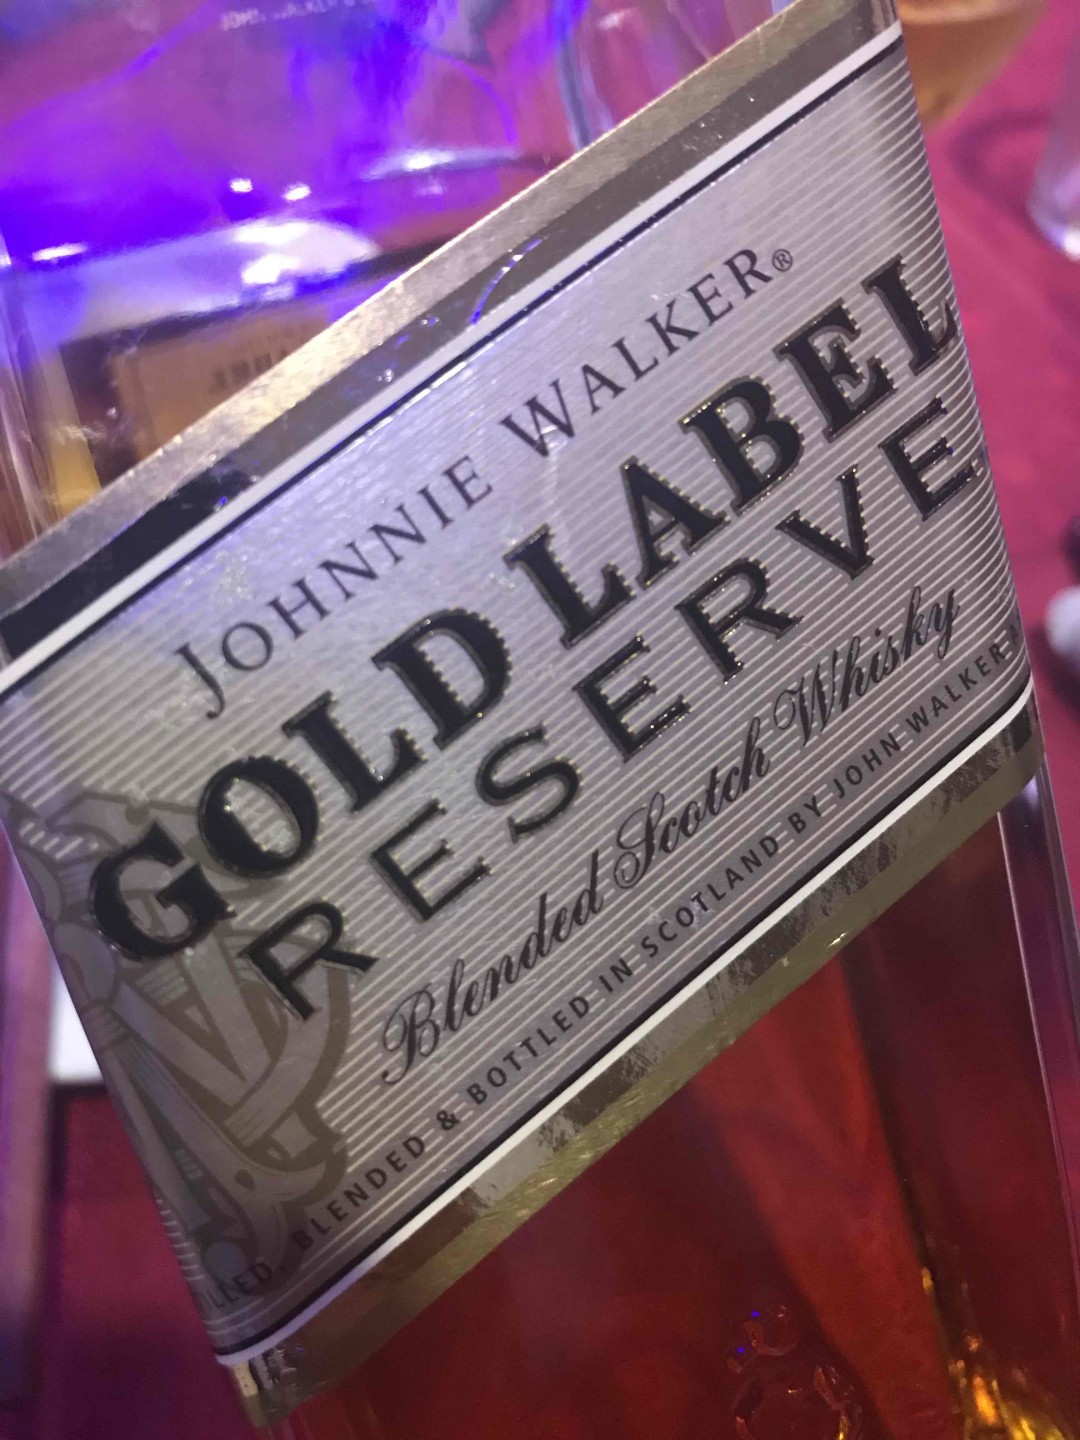 JOHNNIE WALKER®
GOLD LABEL
RESERVE
Blended Scotch Whisky
BLENDED & BOTTLED IN SCOTLAND BY JOHN WALKER